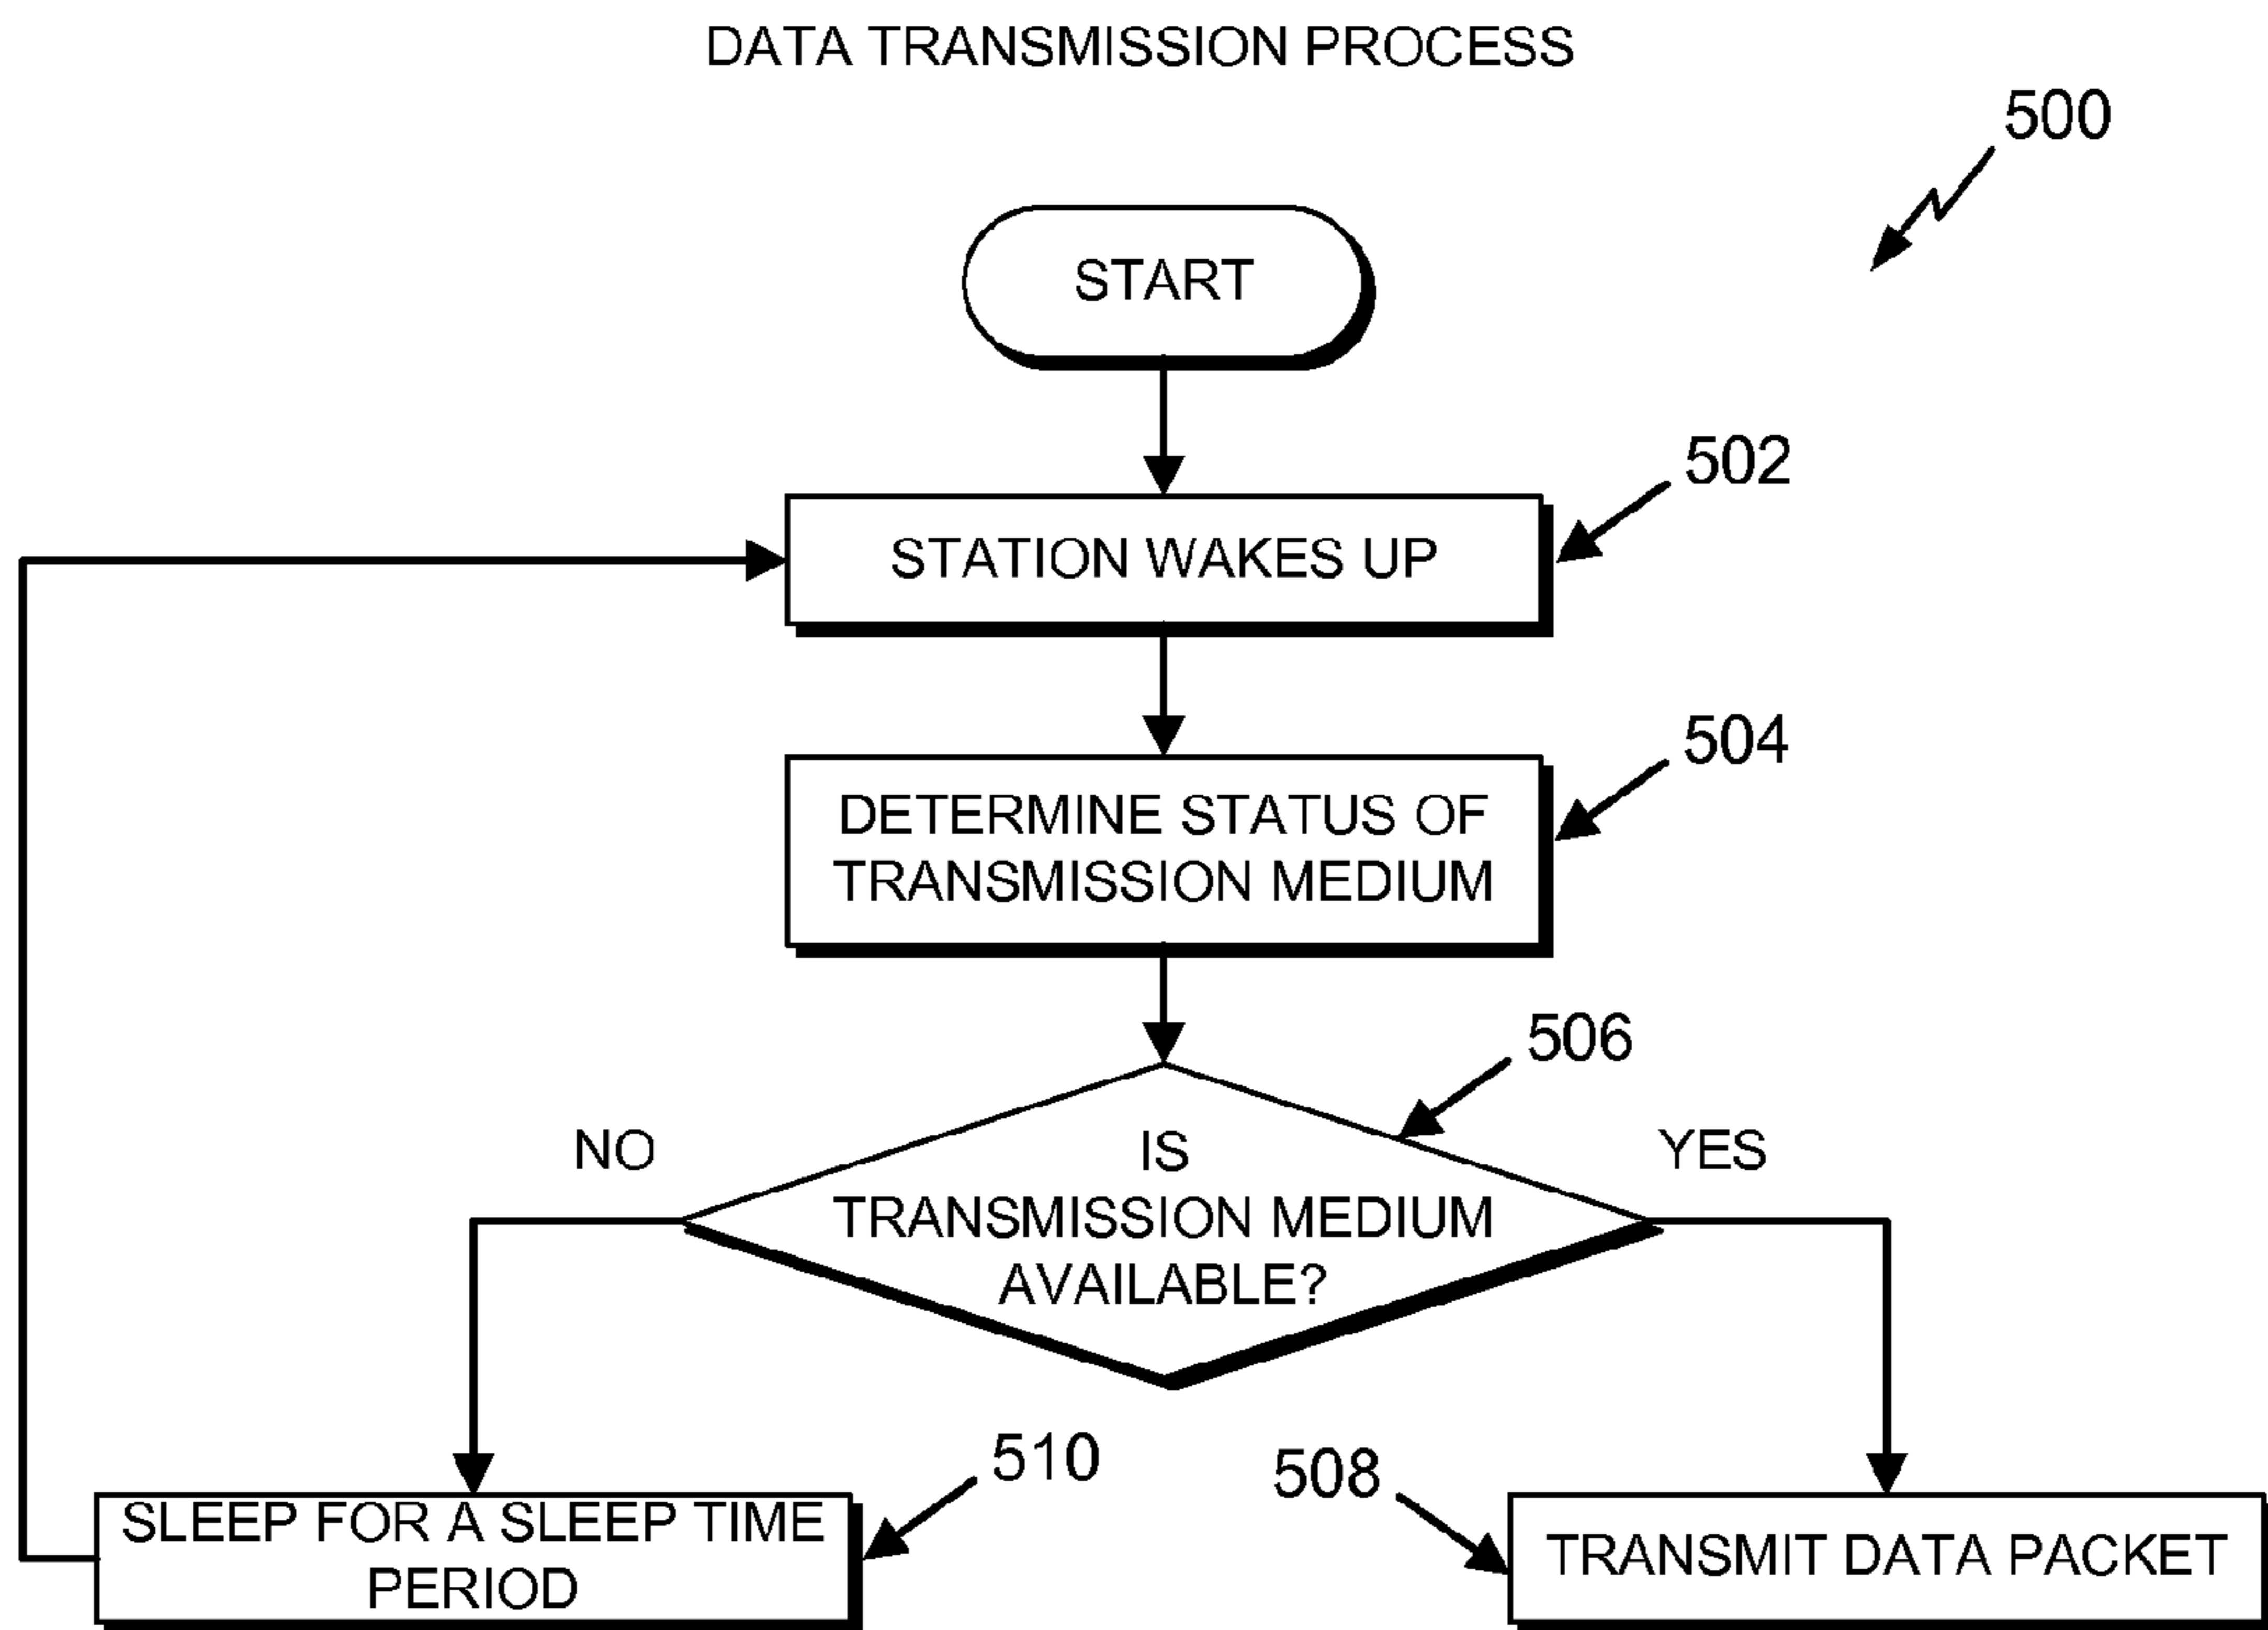 DATA TRANSMISSION PROCESS
500
START
502
STATION WAKES UP
504
DETERMINE STATUS OF
TRANSMISSION MEDIUM
506
NO
YES
IS
TRANSMISSION MEDIUM
AVAILABLE?
510
508
SLEEP FOR A SLEEP TIME
PERIOD
TRANSMIT DATA PACKET